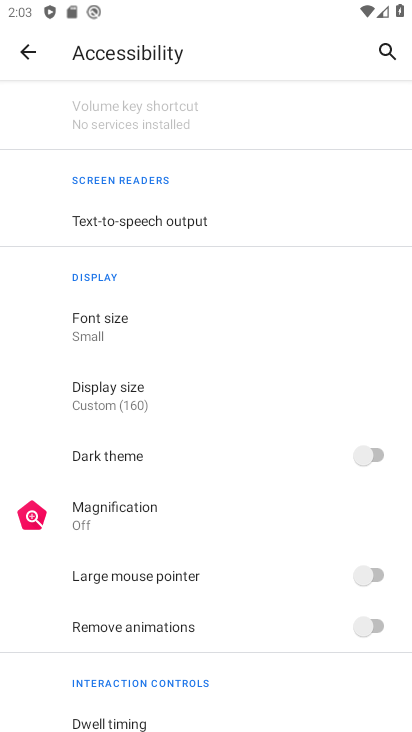 2:03
Accessibility
Volume key shortcut
No services installed
SCREEN READERS
Text-to-speech output
DISPLAY
Font size
Small
Display size
Custom (160)
Dark theme
Magnification
Off
Large mouse pointer
Remove animations
INTERACTION CONTROLS
Dwell timing